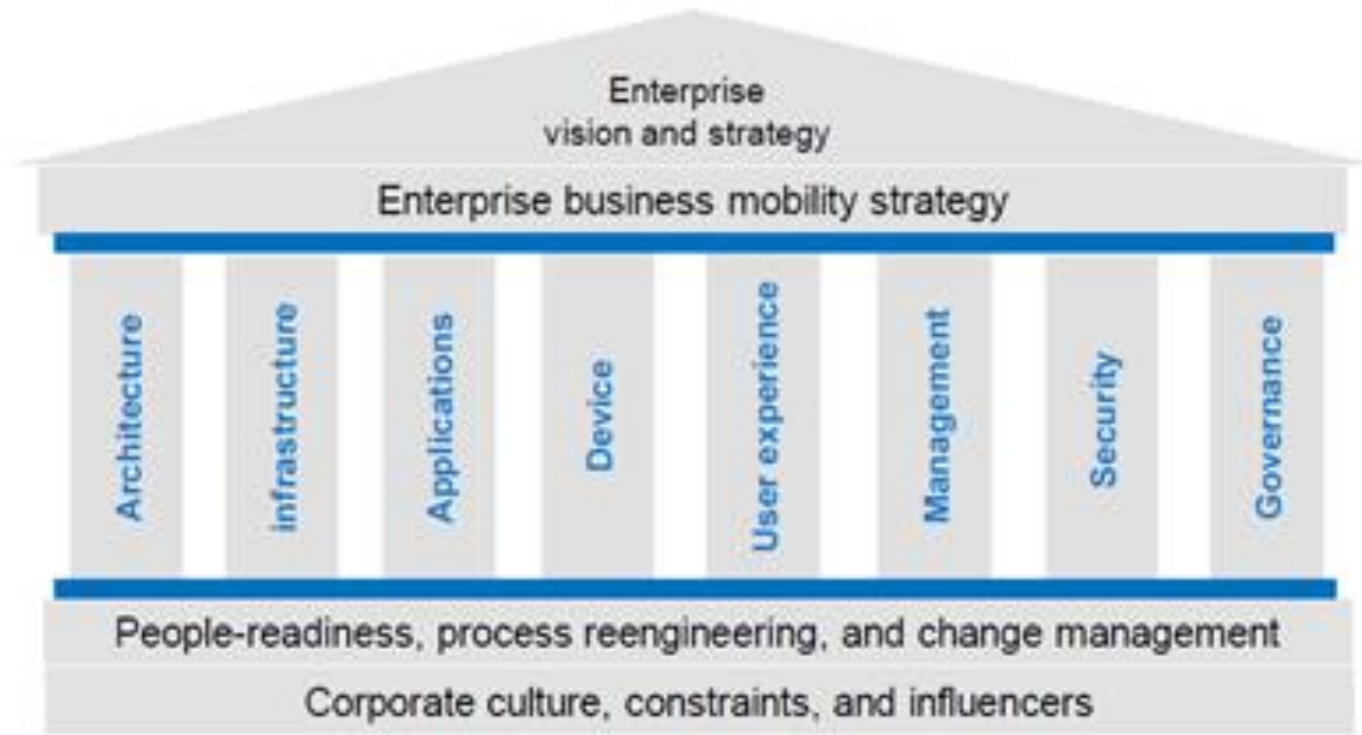 Enterprise
vision and strategy
Enterprise business mobility strategy
Architecture
infrastructure
Applications
Device
User experience
Management
Security
Governance
People-readiness, process reengineering, and change management
Corporate culture, constraints, and influencers